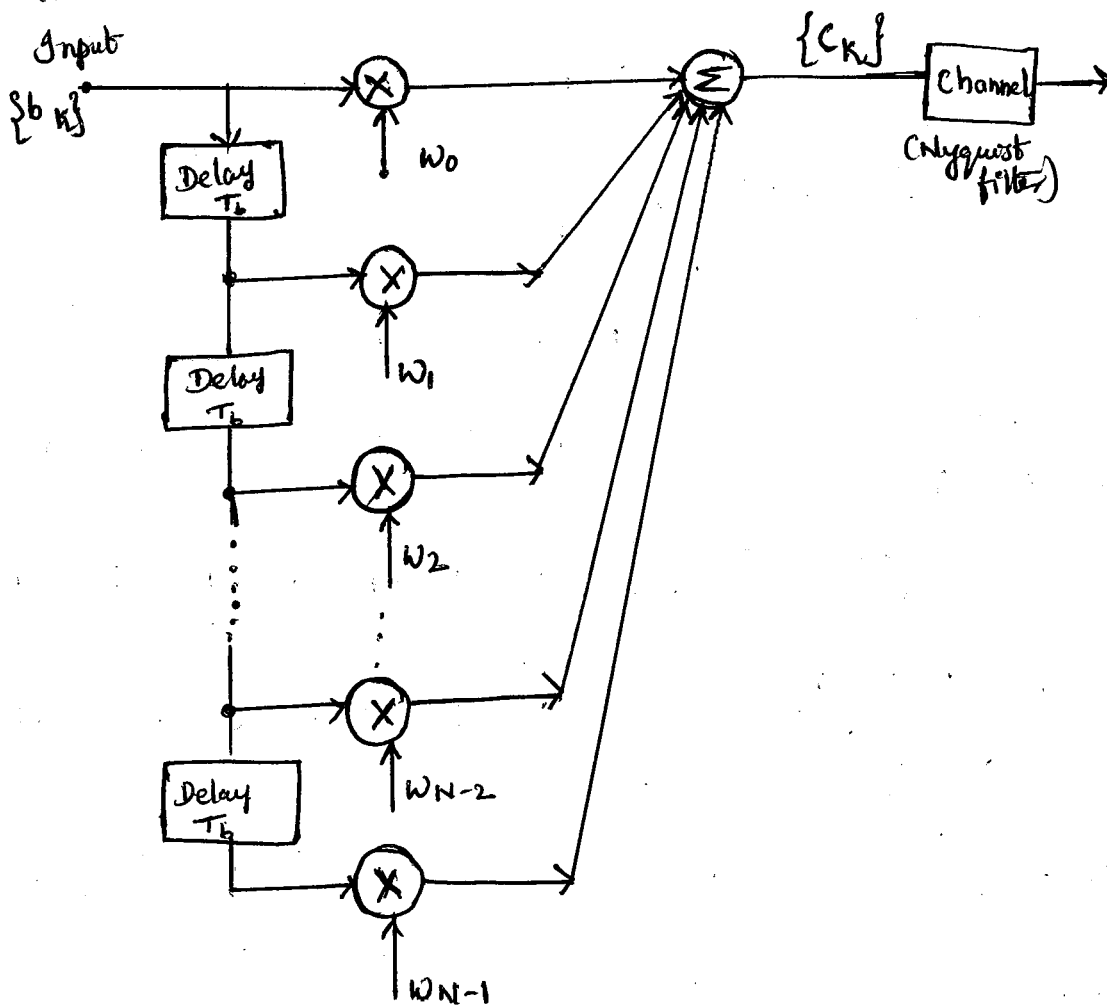 Input
{b K}
×
W0
Σ
{CK}
Channel
(Nyquist
filter)
Delay
Tb
×
W1
Delay
Tb
×
W2
×
WN-2
Delay
Tb
×
WN-1